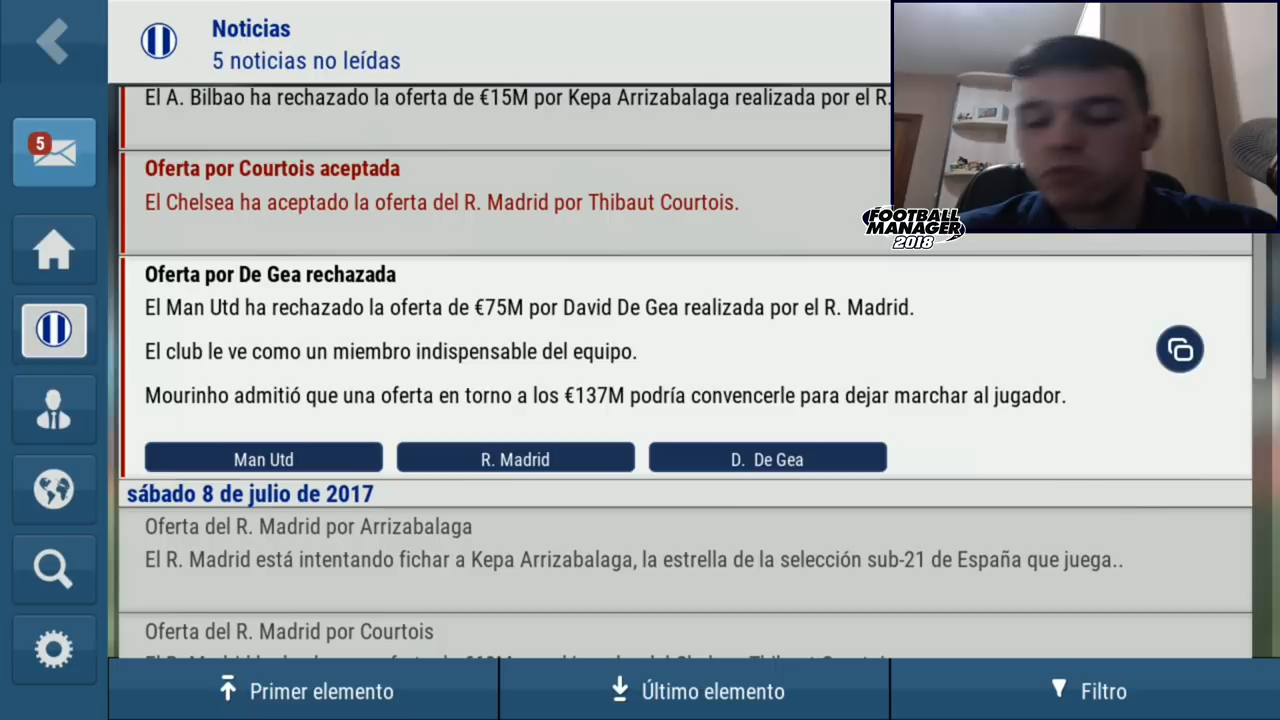 Noticias
5 noticias no leídas
5
El A. Bilbao ha rechazado la oferta de €15M por Kepa Arrizabalaga realizada por el R.
Oferta por Courtois aceptada
El Chelsea ha aceptado la oferta del R. Madrid por Thibaut Courtois.
FOOTBALL
MANAGER
2018
Oferta por De Gea rechazada
El Man Utd ha rechazado la oferta de €75M por David De Gea realizada por el R. Madrid.
El club le ve como un miembro indispensable del equipo.
Mourinho admitió que una oferta en torno a los €137M podría convencerle para dejar marchar al jugador.
Man Utd
R. Madrid
D. De Gea
sábado 8 de julio de 2017
Oferta del R. Madrid por Arrizabalaga
El R. Madrid está intentando fichar a Kepa Arrizabalaga, la estrella de la selección sub-21 de España que juega..
Oferta del R. Madrid por Courtois
Primer elemento
Último elemento
Filtro